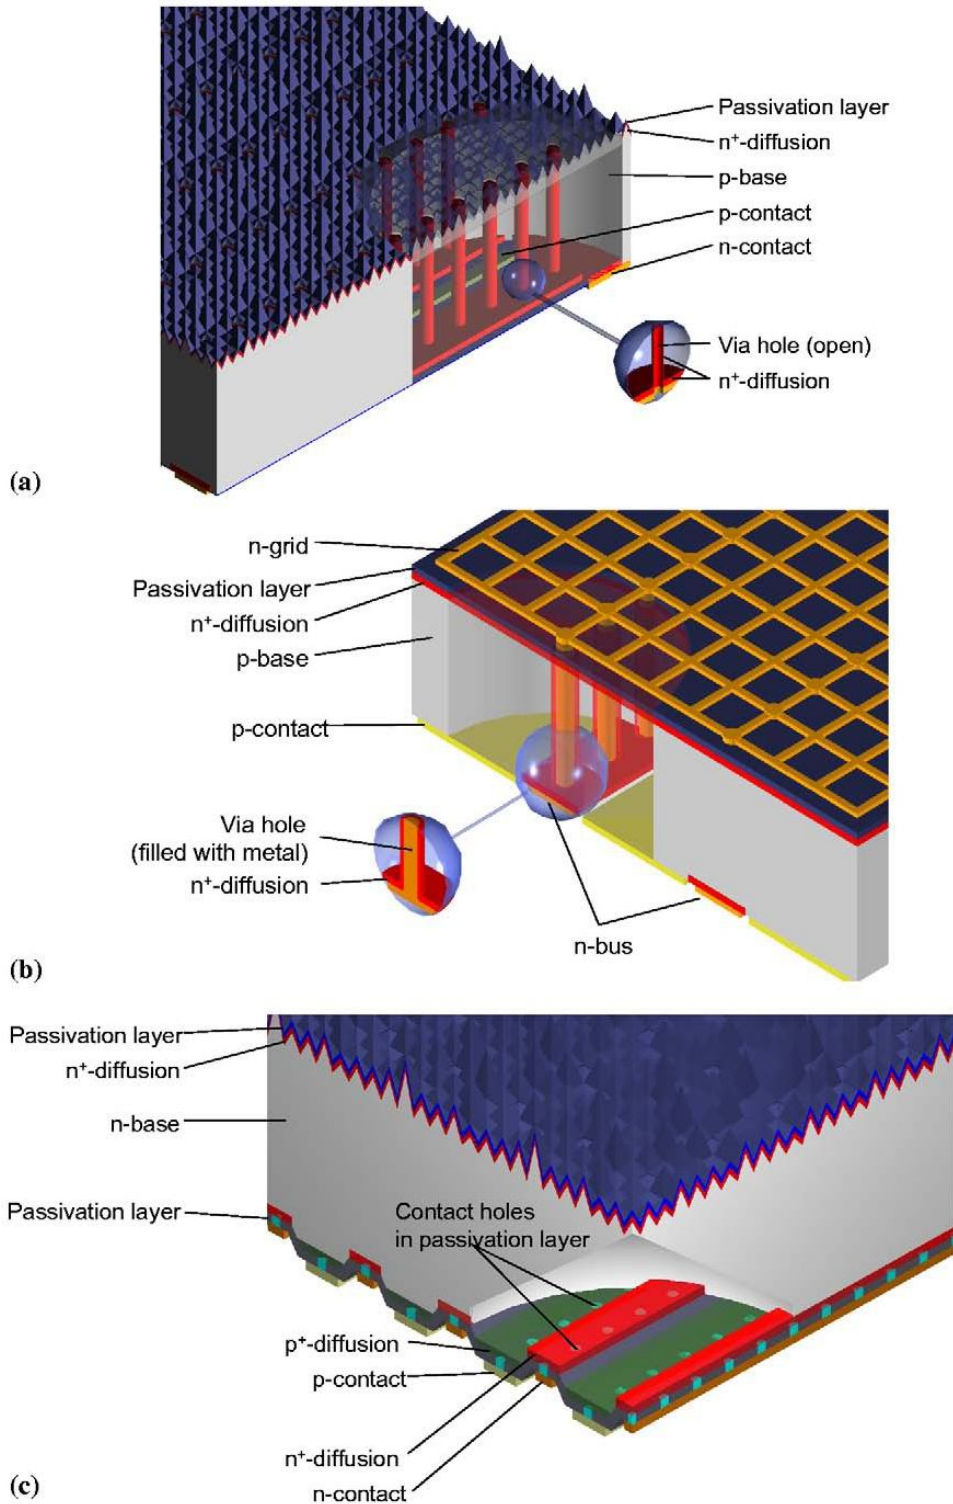 Passivation layer
n⁺-diffusion
p-base
p-contact
n-contact
Via hole (open)
n⁺-diffusion
(a)
n-grid
Passivation layer
n⁺-diffusion
p-base
p-contact
Via hole
(filled with metal)
n⁺-diffusion
n-bus
(b)
Passivation layer
n⁺-diffusion
n-base
Passivation layer
Contact holes
in passivation layer
p⁺-diffusion
p-contact
n⁺-diffusion
n-contact
(c)